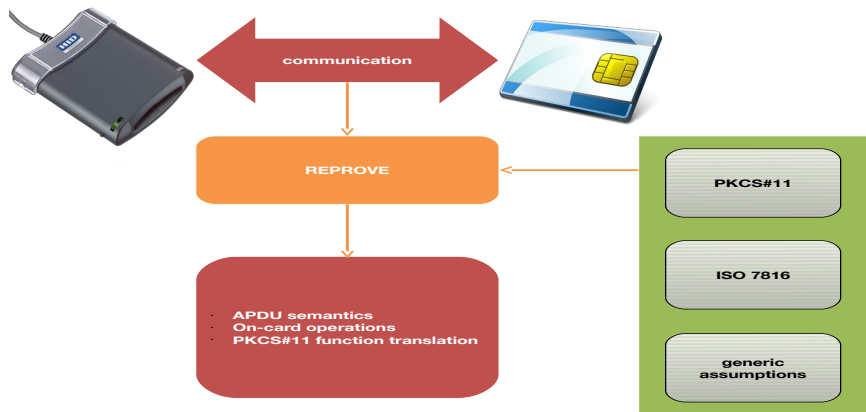 HID
communication
REPROVE
PKCS#11
ISO 7816
generic
assumptions
· APDU semantics
· On-card operations
· PKCS#11 function translation